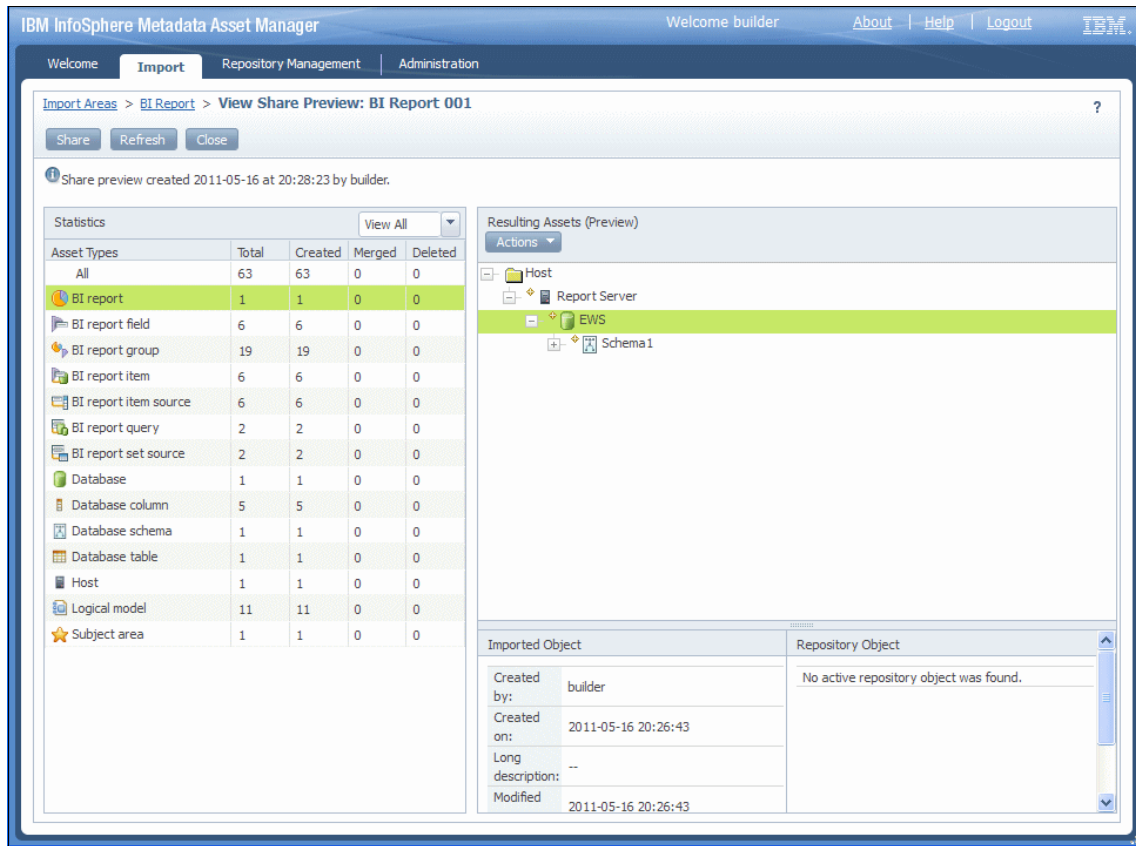 IBM InfoSphere Metadata Asset Manager Welcome builder About | Help | Logout IBM.
Welcome Import Repository Management | Administration
Import Areas > BI Report > View Share Preview: BI Report 001 ?
Share Refresh Close
Share preview created 2011-05-16 at 20:28:23 by builder.
Statistics View All
Asset Types Total Created Merged Deleted
All 63 63 0 0
BI report 1 1 0 0
BI report field 6 6 0 0
BI report group 19 19 0 0
BI report item 6 6 0 0
BI report item source 6 6 0 0
BI report query 2 2 0 0
BI report set source 2 2 0 0
Database 1 1 0 0
Database column 5 5 0 0
Database schema 1 1 0 0
Database table 1 1 0 0
Host 1 1 0 0
Logical model 11 11 0 0
Subject area 1 1 0 0
Resulting Assets (Preview)
Actions
Host
Report Server
EWS
Schema1
Imported Object
Created by: builder
Created on: 2011-05-16 20:26:43
Long description: --
Modified 2011-05-16 20:26:43
Repository Object
No active repository object was found.